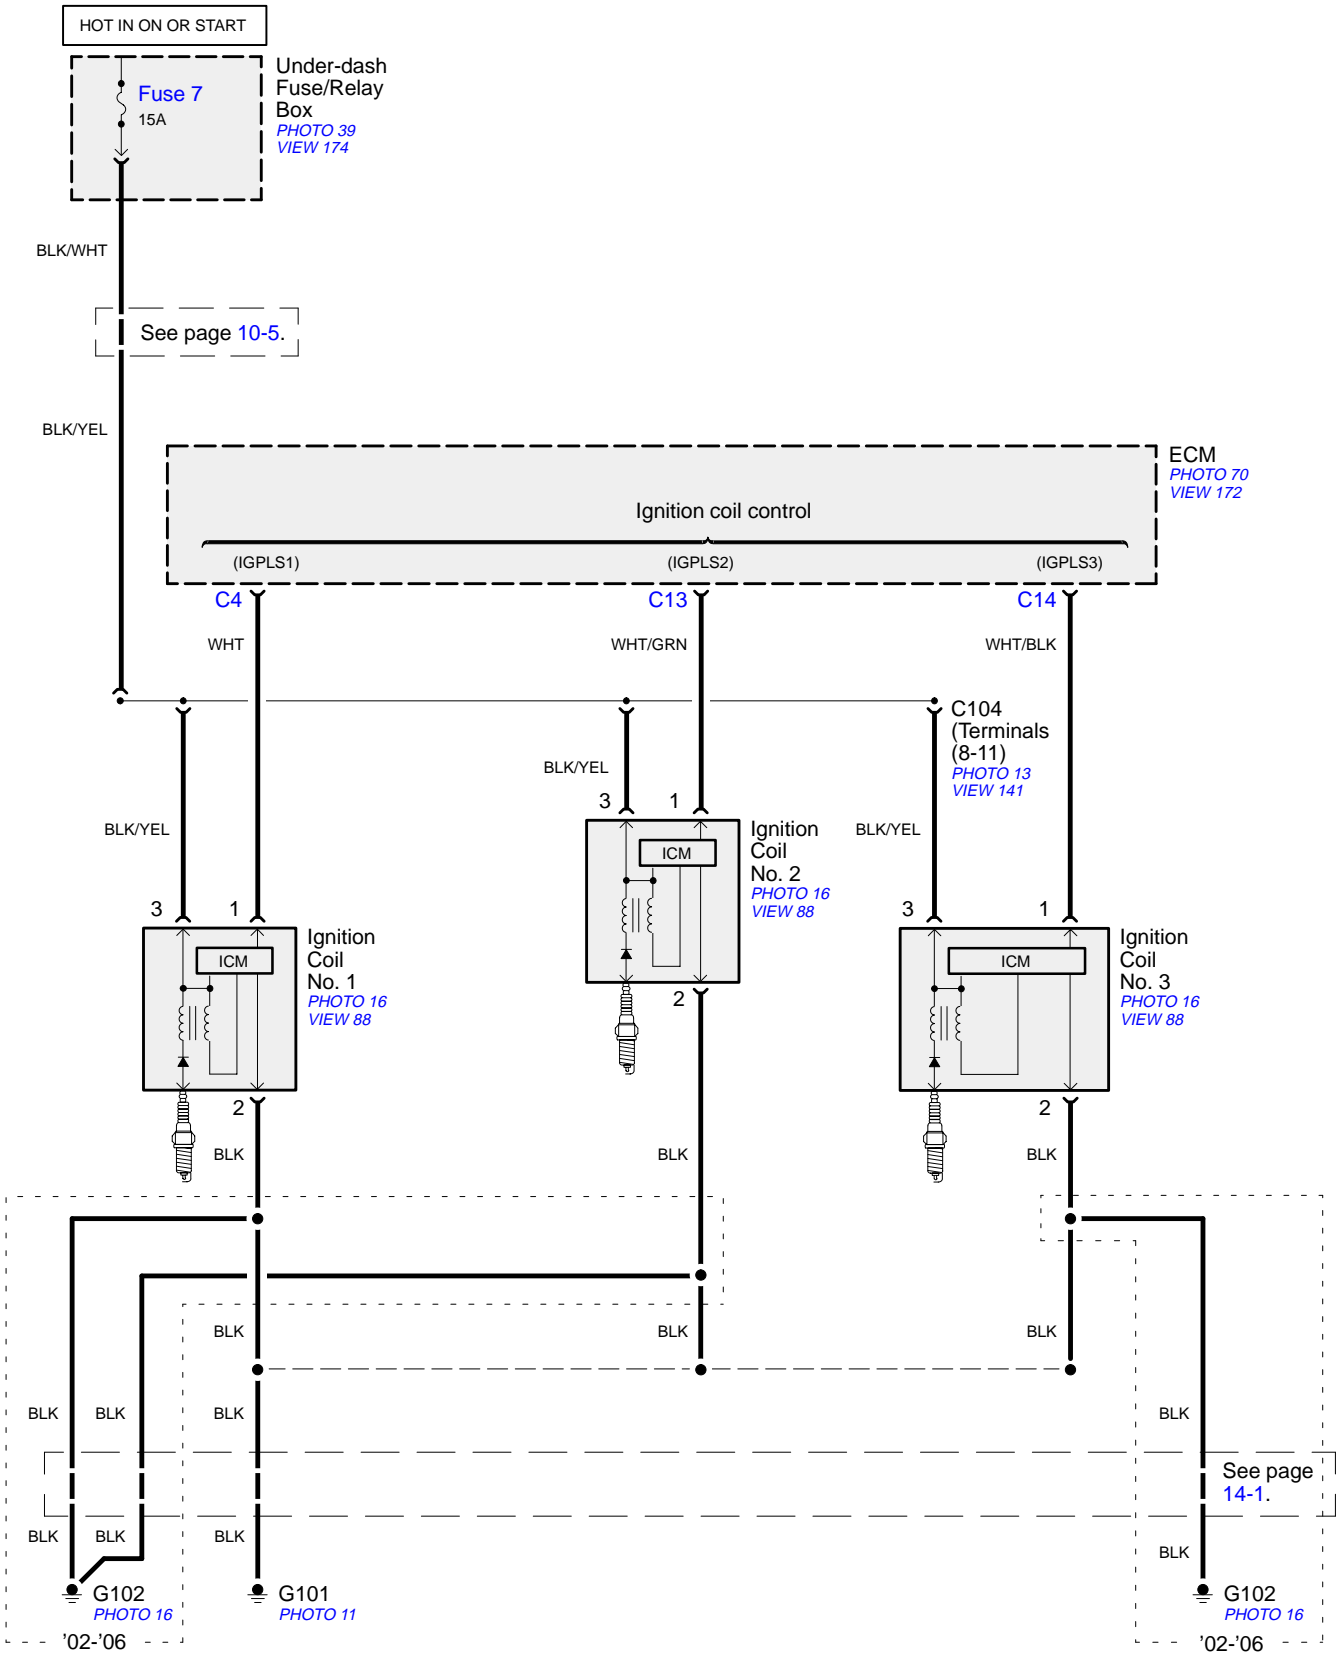 HOT IN ON OR START
Under-dash
Fuse/Relay
Box
PHOTO 39
VIEW 174
Fuse 7
15A
BLK/WHT
See page 10-5.
BLK/YEL
ECM
PHOTO 70
VIEW 172
Ignition coil control
(IGPLS1)
(IGPLS2)
(IGPLS3)
C4
C13
C14
WHT
WHT/GRN
WHT/BLK
C104
(Terminals
(8-11)
PHOTO 13
VIEW 141
BLK/YEL
3
1
BLK/YEL
BLK/YEL
Ignition
Coil
No. 2
PHOTO 16
VIEW 88
ICM
3
1
3
1
Ignition
Coil
No. 1
PHOTO 16
VIEW 88
ICM
Ignition
Coil
No. 3
PHOTO 16
VIEW 88
ICM
2
2
2
BLK
BLK
BLK
BLK
BLK
BLK
BLK
BLK
BLK
BLK
See page
14-1.
BLK
BLK
BLK
BLK
G102
PHOTO 16
G101
PHOTO 11
G102
PHOTO 16
’02-’06
’02-’06